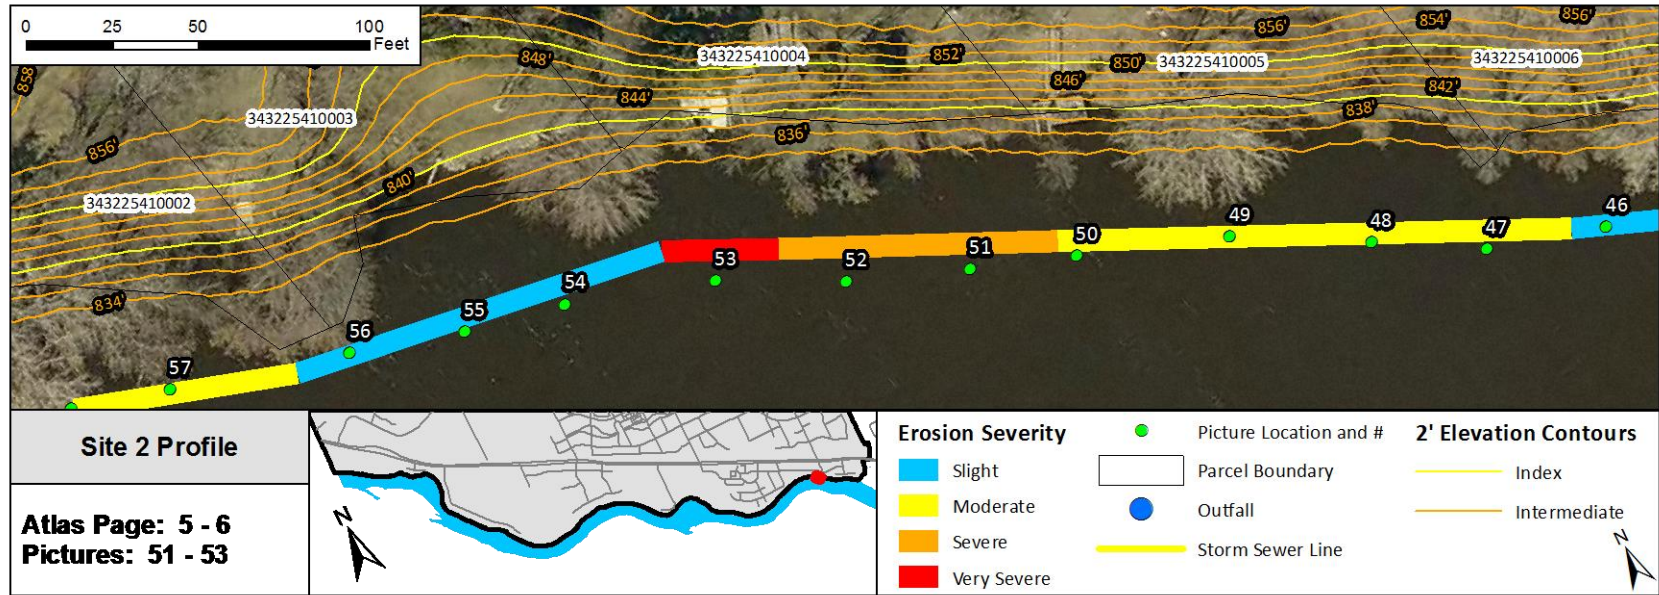 0 25 50 100
Feet
858
856'
848'
844'
840'
834'
836'
852'
850'
846'
856'
854'
856'
842'
838'
343225410002
343225410003
343225410004
343225410005
343225410006
57
56
55
54
53
52
51
50
49
48
47
46
Site 2 Profile
Atlas Page: 5 - 6
Pictures: 51 - 53
N
Erosion Severity
Slight
Moderate
Severe
Very Severe
Picture Location and #
Parcel Boundary
Outfall
Storm Sewer Line
2' Elevation Contours
Index
Intermediate
N